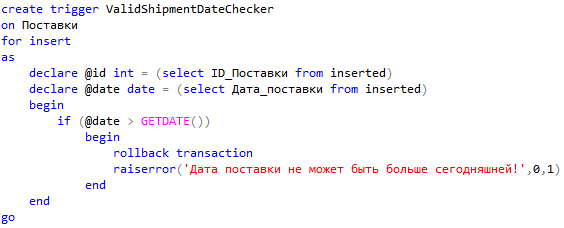 create trigger ValidShipmentDateChecker
on Поставки
for insert
as
declare @id int = (select ID_Поставки from inserted)
declare @date date = (select Дата_поставки from inserted)
begin
if (@date > GETDATE())
begin
rollback transaction
raiserror('Дата поставки не может быть больше сегодняшней!',0,1)
end
end
go